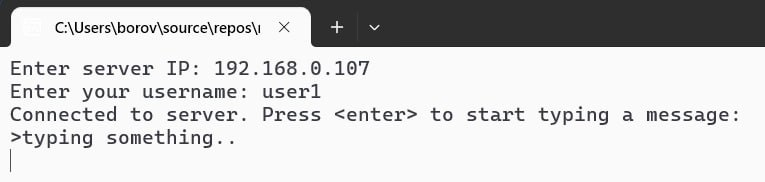 C:\Users\borov\source\repos\r
Enter server IP: 192.168.0.107
Enter your username: user1
Connected to server. Press <enter> to start typing a message:
>typing something..